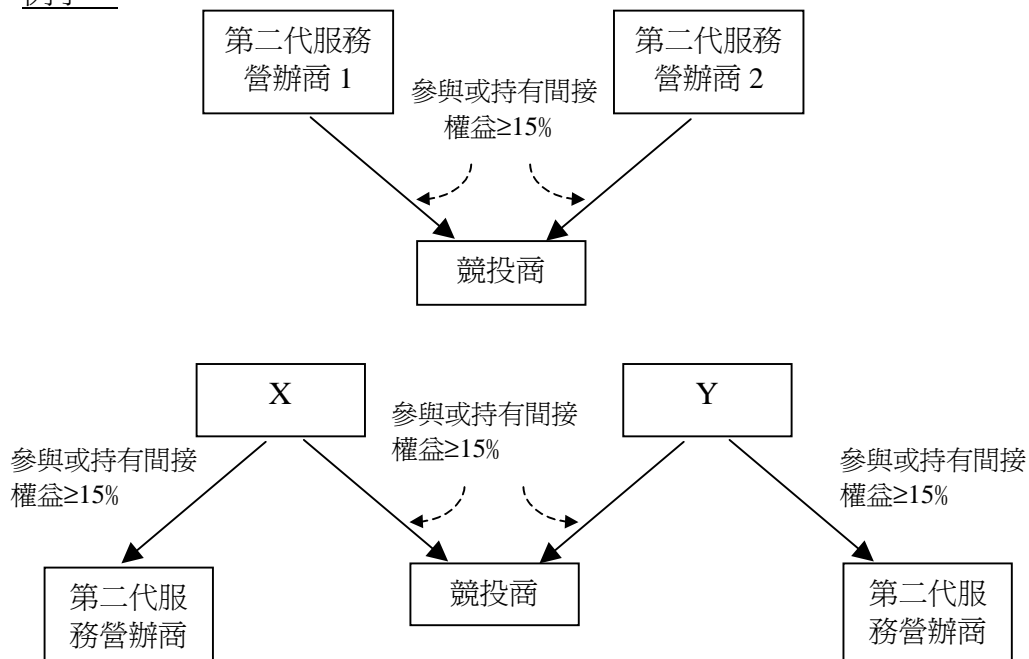 第二代服務
營辦商 1
第二代服務
營辦商 2
參與或持有間接
權益≥15%
競投商
X
Y
參與或持有間接
權益≥15%
參與或持有間接
權益≥15%
參與或持有間接
權益≥15%
第二代服
務營辦商
競投商
第二代服
務營辦商